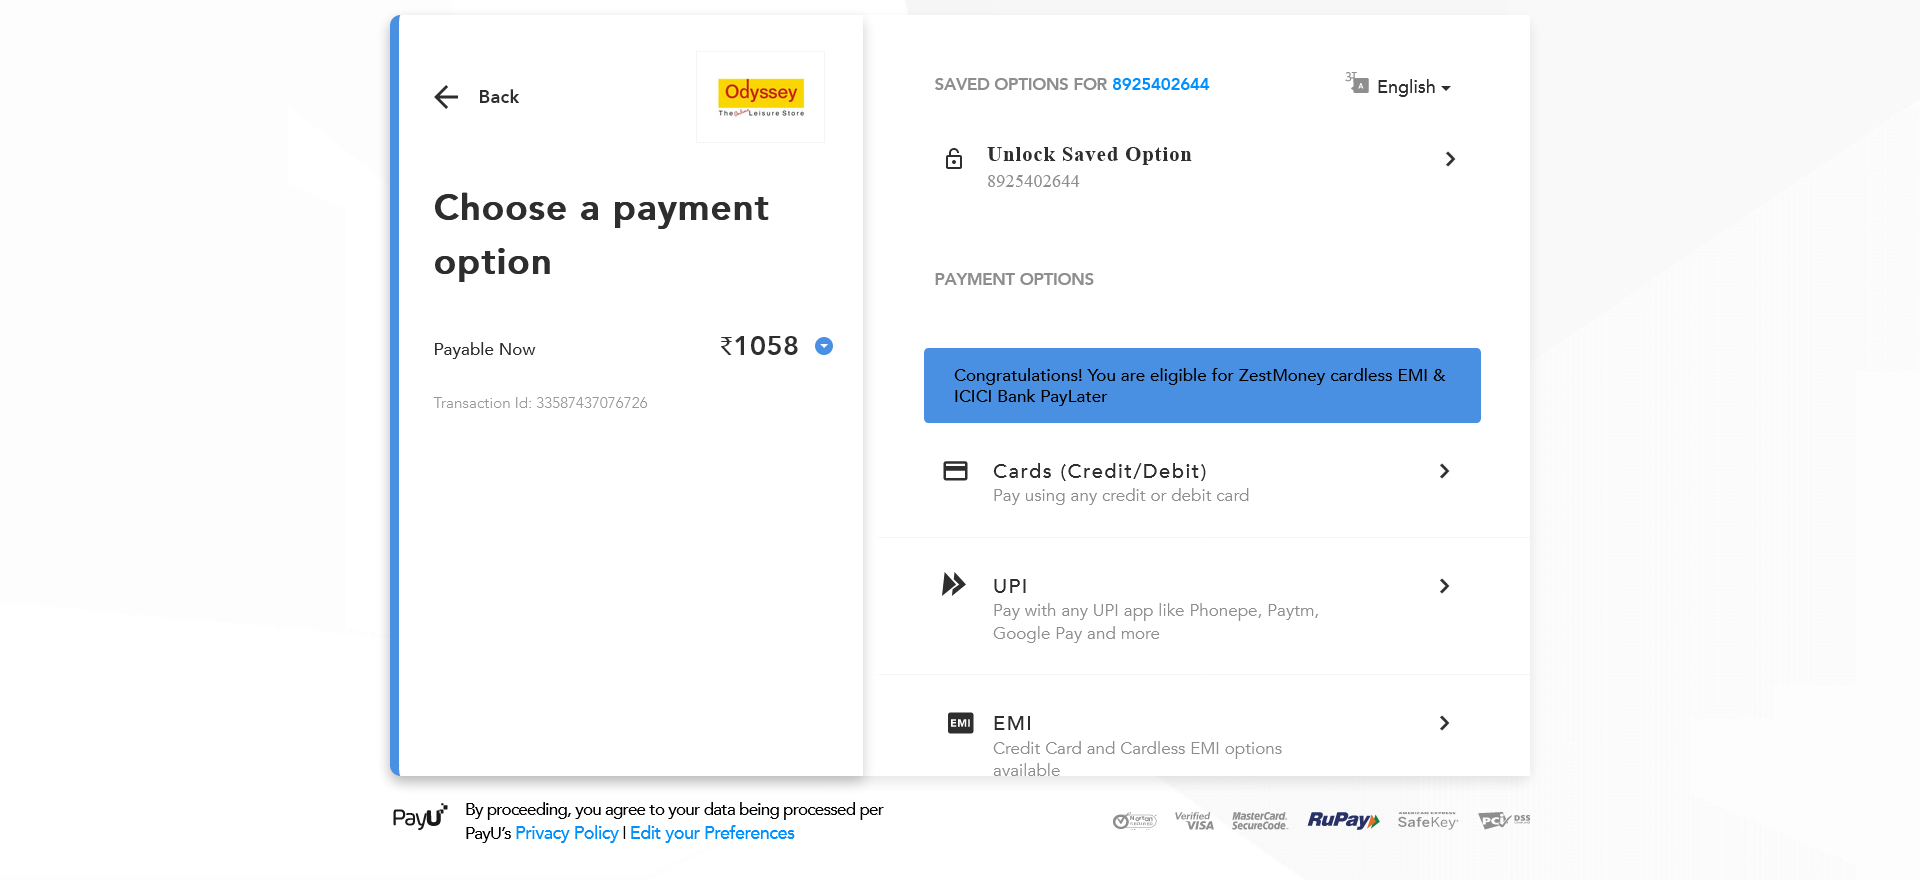 Back
Odyssey
The Leisure Store
Choose a payment
option
Payable Now
₹1058
Transaction Id: 33587437076726
SAVED OPTIONS FOR 8925402644
English
Unlock Saved Option
8925402644
PAYMENT OPTIONS
Congratulations! You are eligible for ZestMoney cardless EMI &
ICICI Bank PayLater
Cards (Credit/Debit)
Pay using any credit or debit card
UPI
Pay with any UPI app like Phonepe, Paytm,
Google Pay and more
EMI
EMI
Credit Card and Cardless EMI options
available
PayU
By proceeding, you agree to your data being processed per
PayU's Privacy Policy | Edit your Preferences
Norton
Verified
VISA
MasterCard.
SecureCode.
RuPay
AMERICAN EXPRESS
SafeKey
PCI DSS